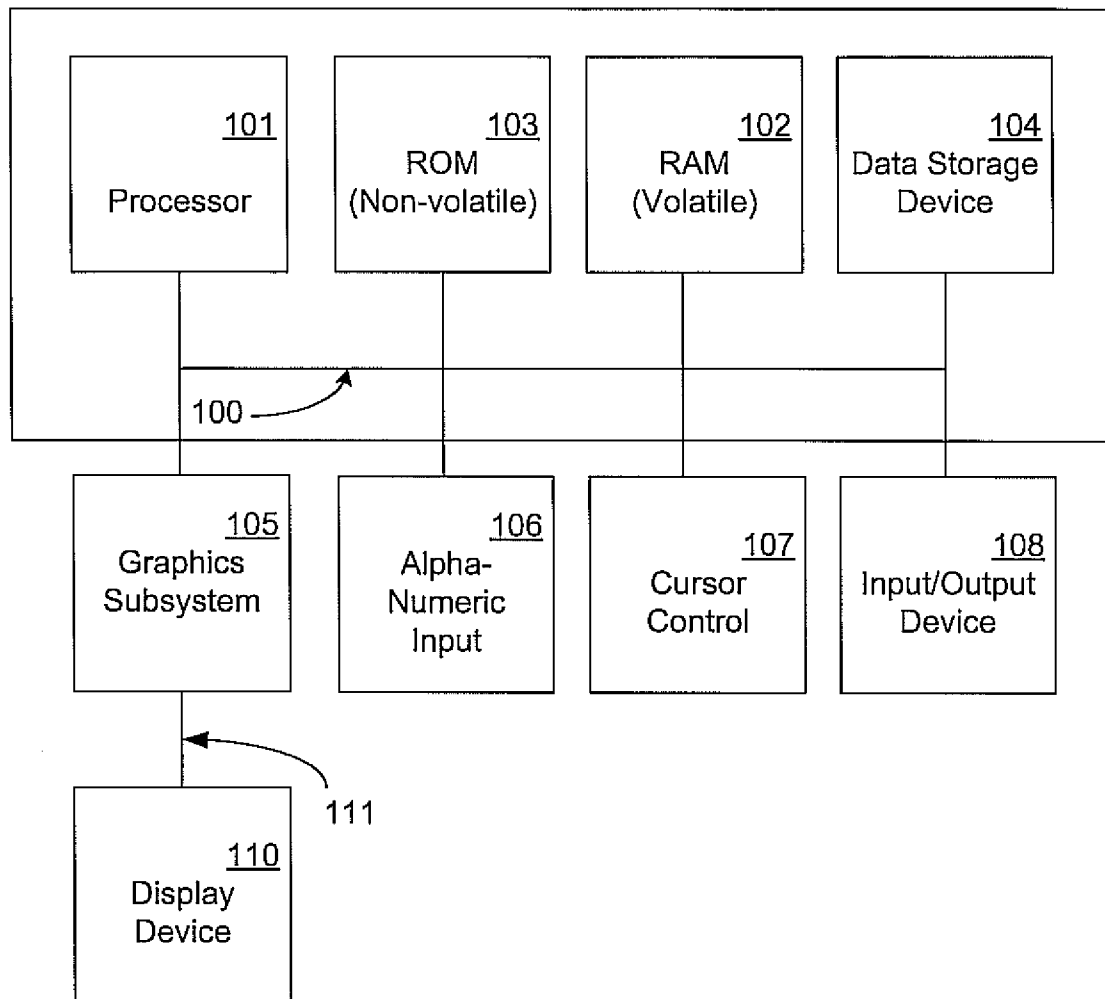 101
Processor
103
ROM
(Non-volatile)
102
RAM
(Volatile)
104
Data Storage
Device
100
105
Graphics
Subsystem
106
Alpha-
Numeric
Input
107
Cursor
Control
108
Input/Output
Device
111
110
Display
Device